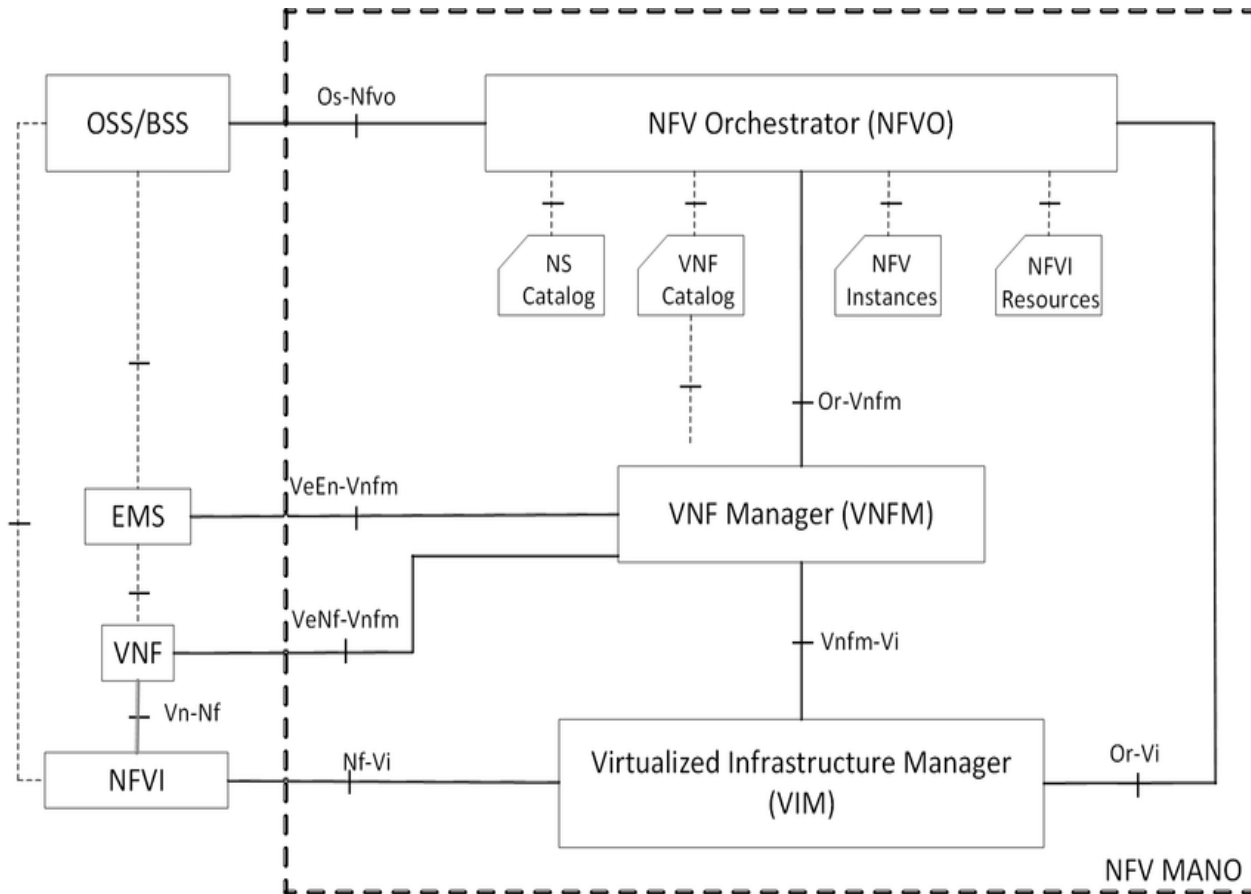 Os-Nfvo
OSS/BSS
NFV Orchestrator (NFVO)
NS
Catalog
VNF
Catalog
NFV
Instances
NFVI
Resources
Or-Vnfm
VeEn-Vnfm
EMS
VNF Manager (VNFM)
VeNf-Vnfm
VNF
Vnfm-Vi
Vn-Nf
Nf-Vi
NFVI
Virtualized Infrastructure Manager
(VIM)
Or-Vi
NFV MANO